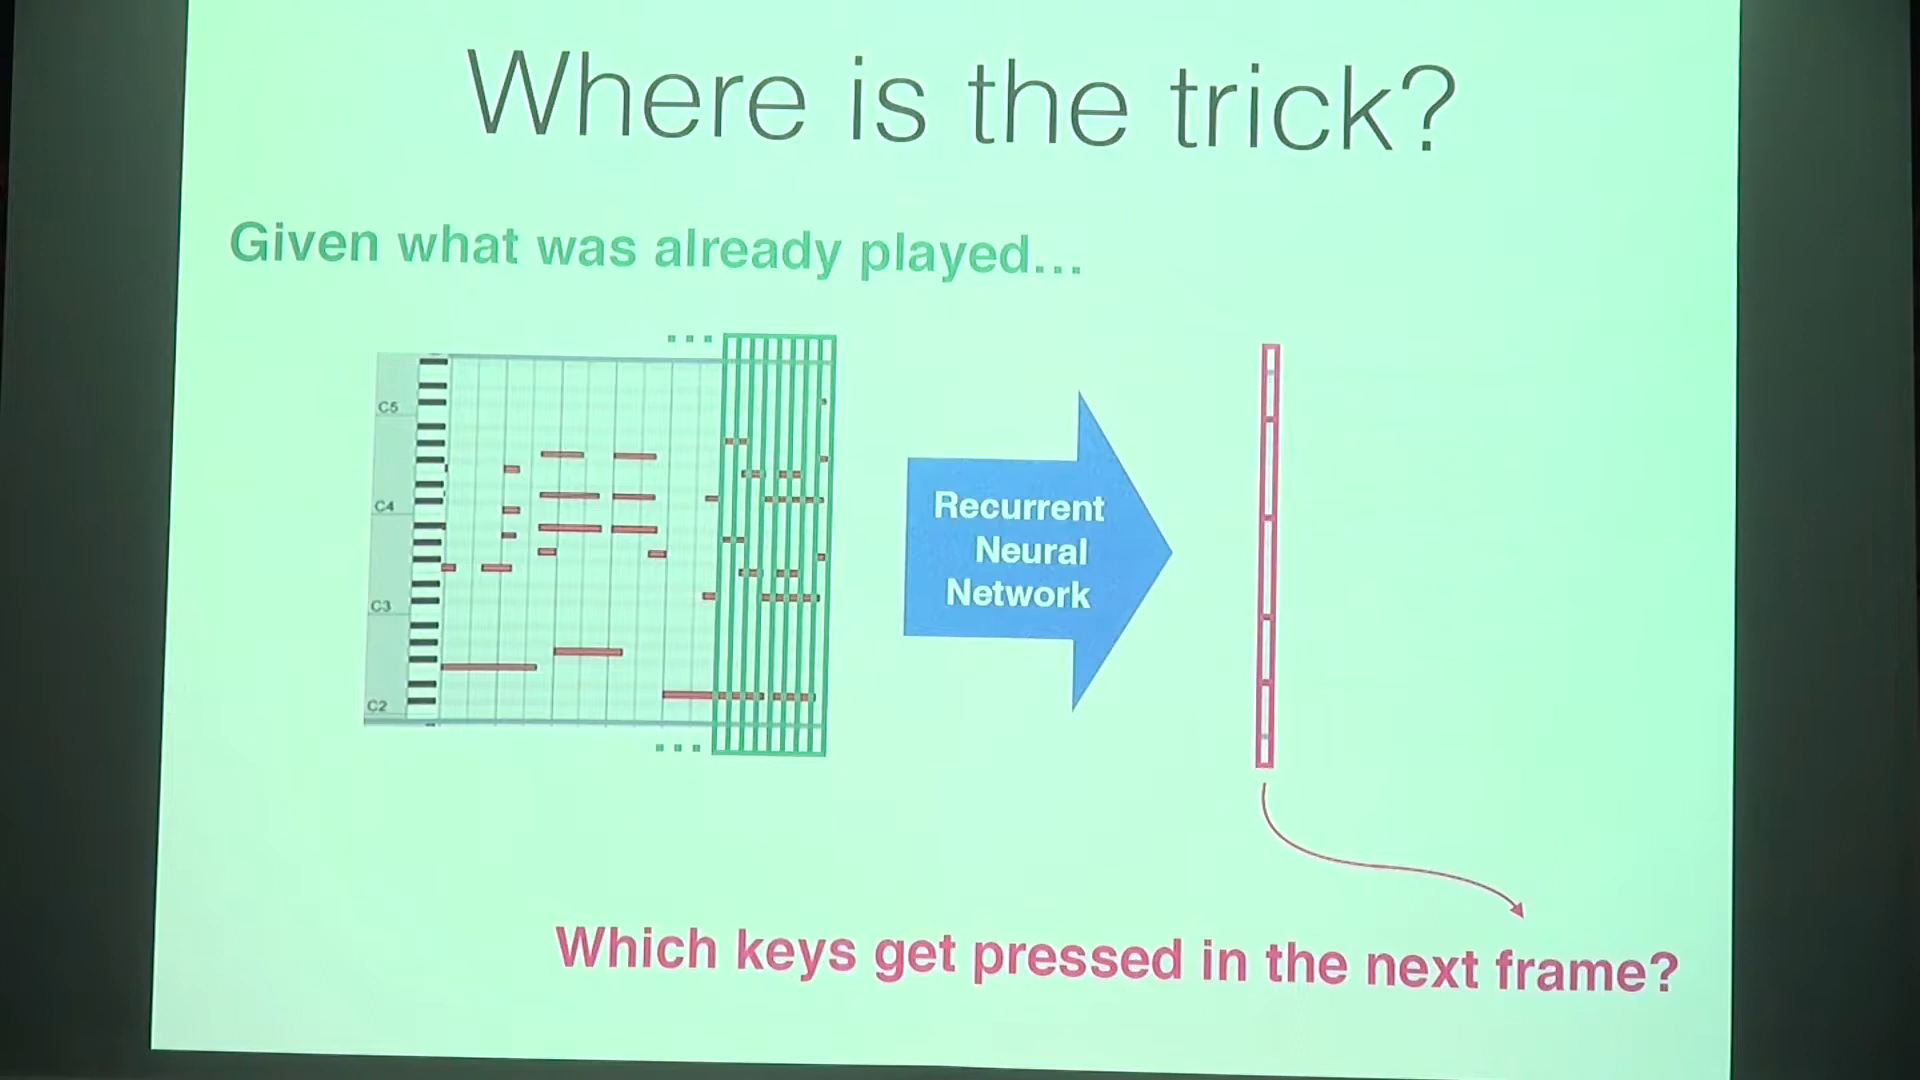 Where is the trick?
Given what was already played...
C5
C4
C3
C2
Recurrent
Neural
Network
Which keys get pressed in the next frame?